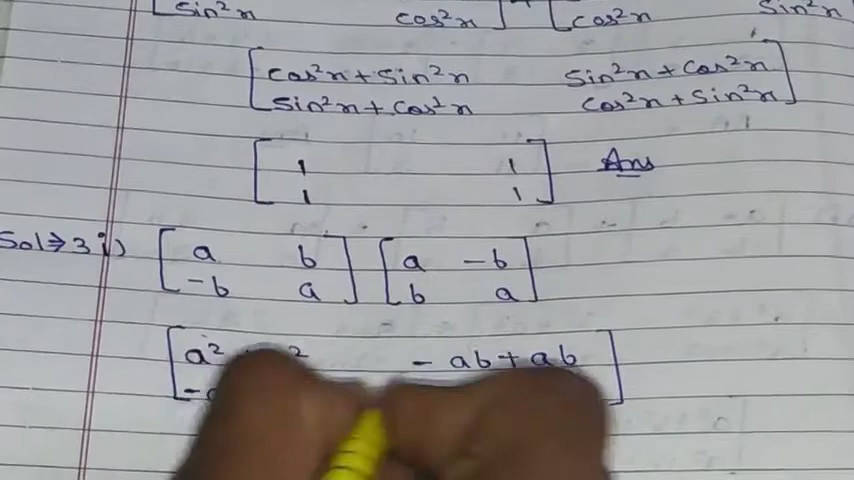 sin²x cos²x] + [cos²x sin²x
[cos²x + sin²x sin²x + cos²x]
[sin²x + cos²x cos²x + sin²x]
[1 1] Ans
[1 1]
Sol⇒3 i) [a b] [a -b]
[-b a] [b a]
[a² ² - ab + ab]